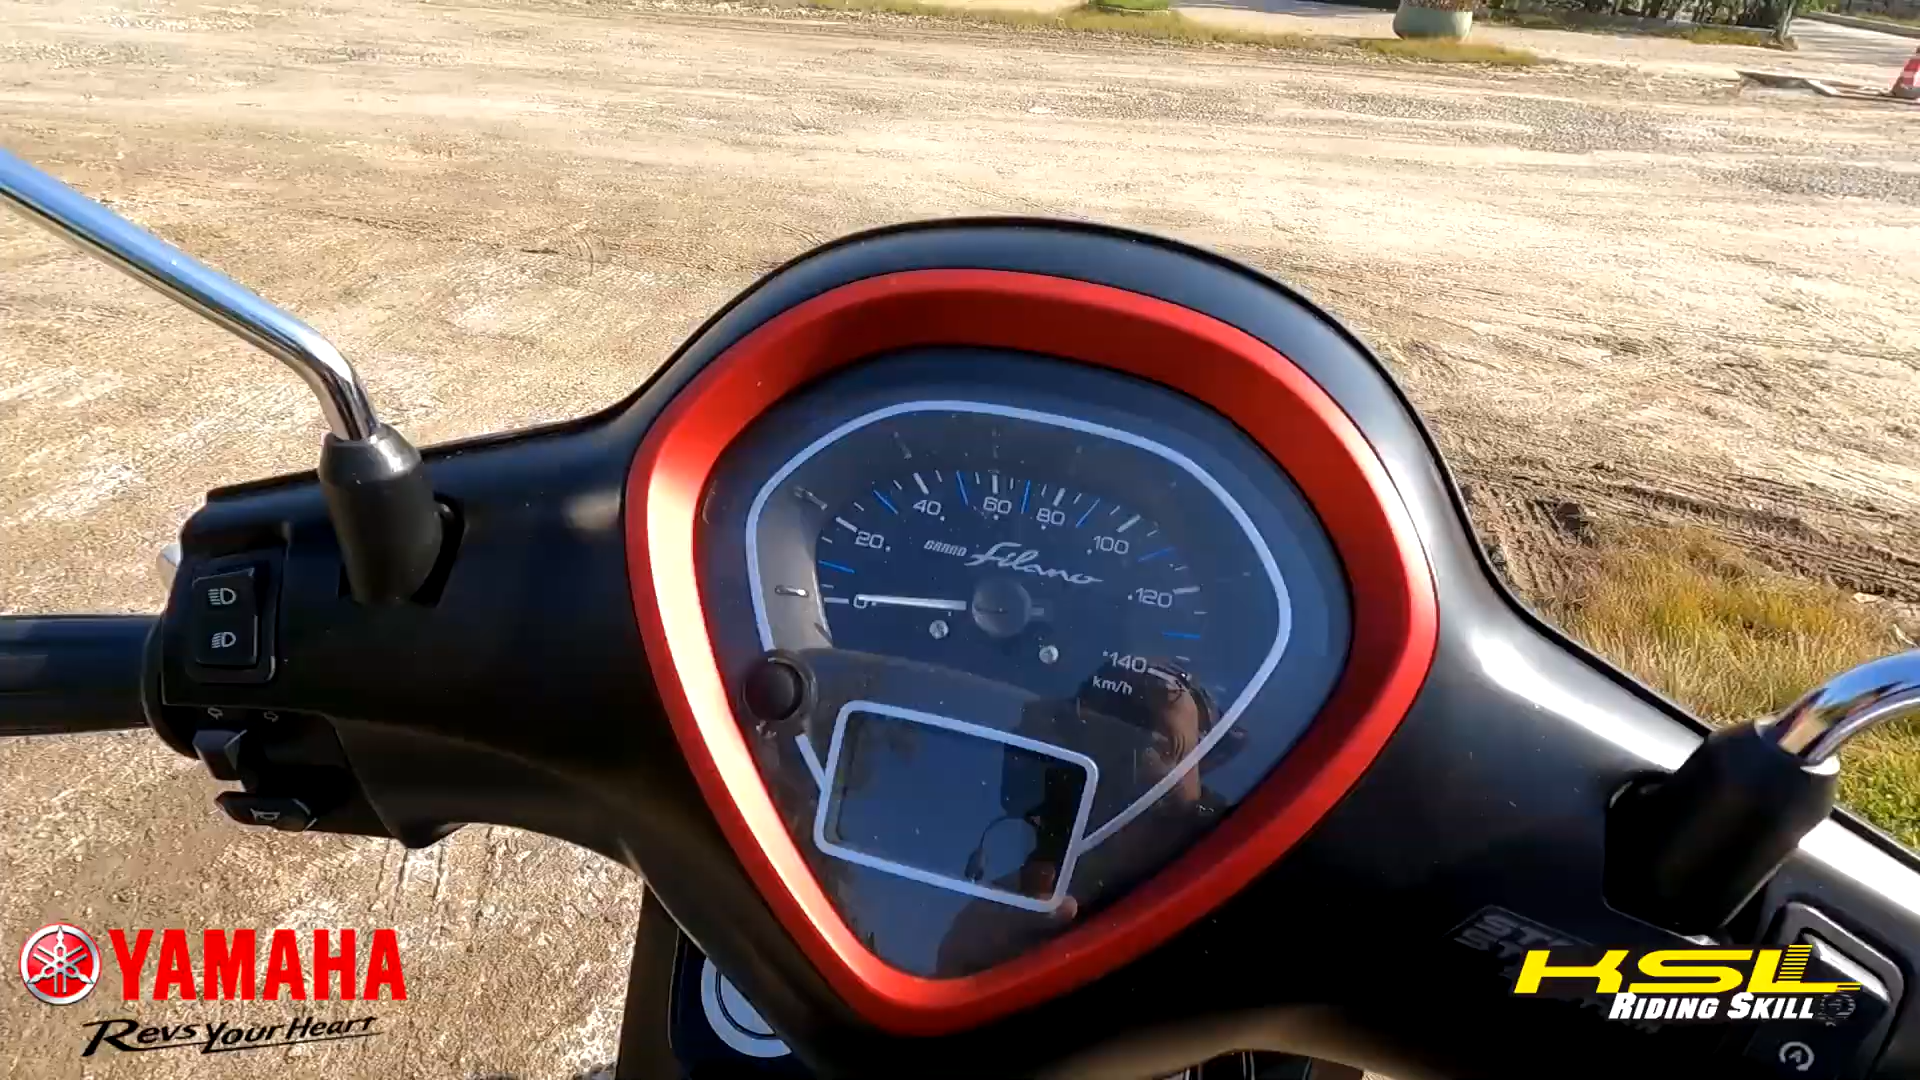 20
40
60
80
100
120
140
km/h
0
GRAND Filano
YAMAHA
Revs Your Heart
KSL
RIDING SKILL